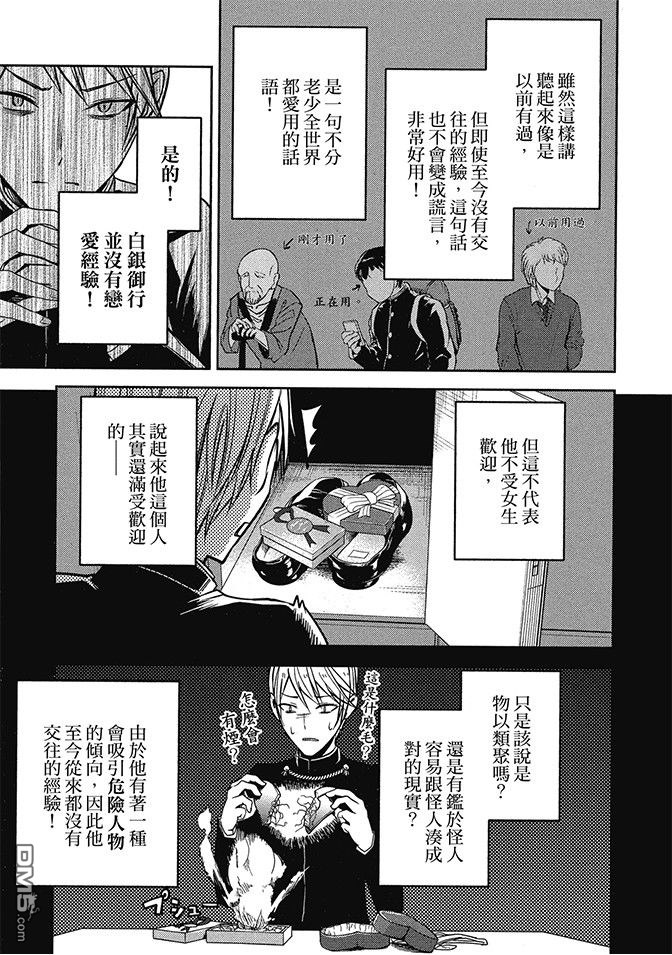 雖然這樣講
聽起來像是
以前有過，
但即使至今沒有交
往的經驗，這句話
也不會變成謊言，
非常好用！
←以前用過。
正在用。
←剛才用了。
是一句不分
老少全世界
都愛用的話
語！
是的！
白銀御行
並沒有戀
愛經驗！
但這不代表
他不受女生
歡迎，
說起來他這個人
其實還滿受歡迎
的——
只是該說是
物以類聚嗎？
還是有鑑於怪人
容易跟怪人湊成
對的現實？
這是什麼毛？
怎麼會
有煙？
プシュー
由於他有著一種
會吸引危險人物
的傾向，因此他
至今從來都沒有
交往的經驗！
DM5.com